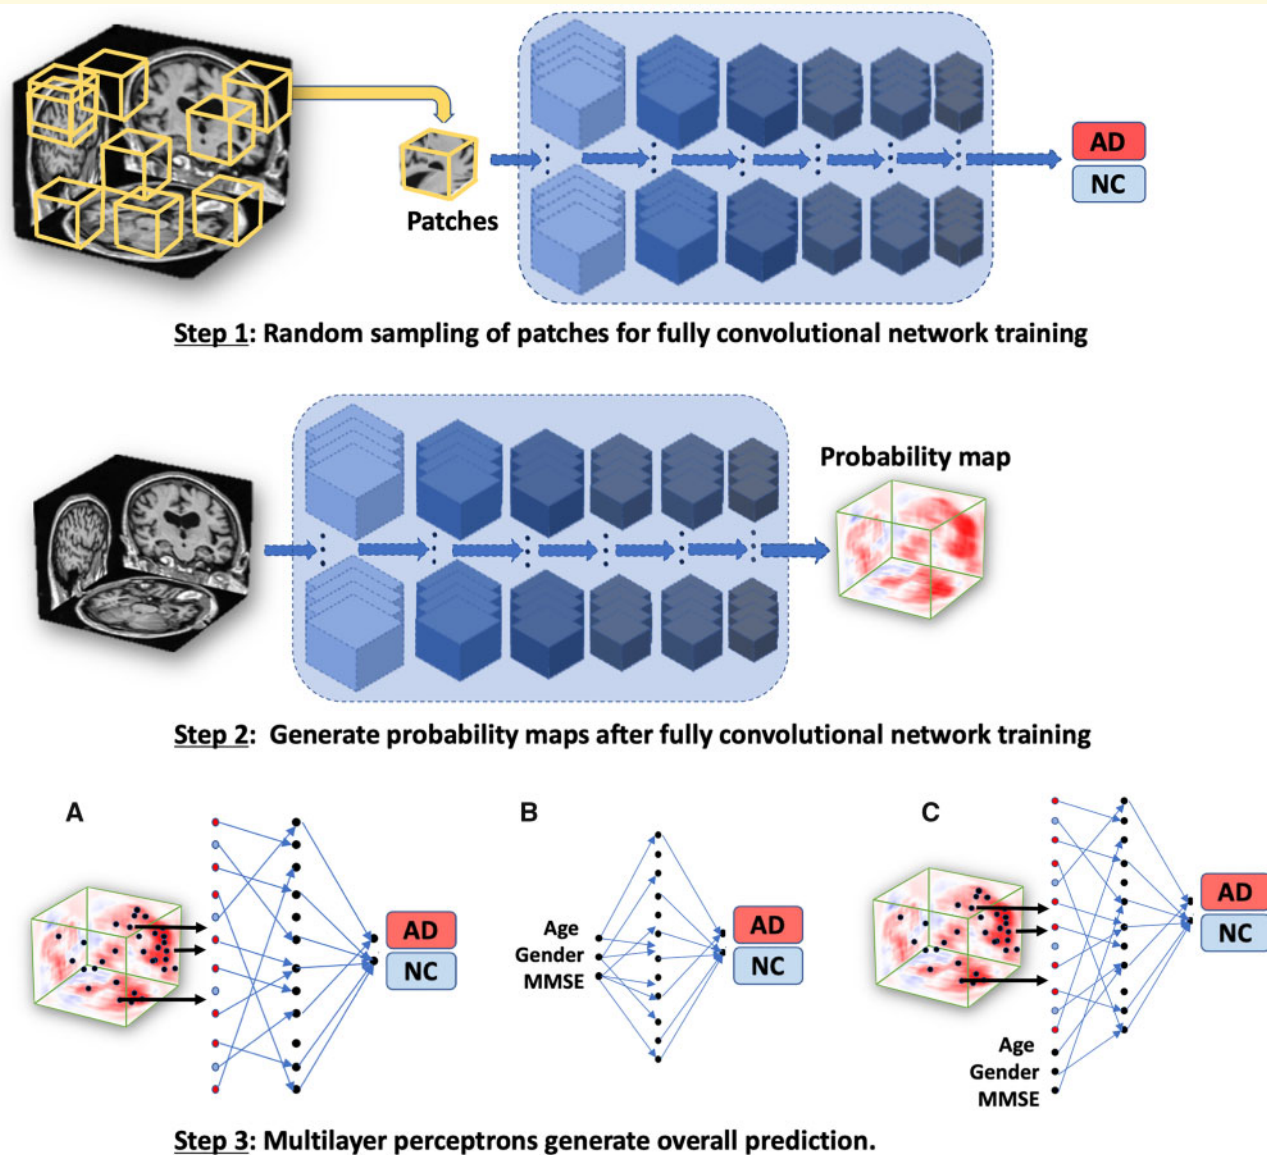 AD
NC
Patches
Step 1: Random sampling of patches for fully convolutional network training
Probability map
Step 2:  Generate probability maps after fully convolutional network training
A
B
C
AD
NC
Age
Gender
MMSE
AD
NC
AD
NC
Age
Gender
MMSE
Step 3: Multilayer perceptrons generate overall prediction.